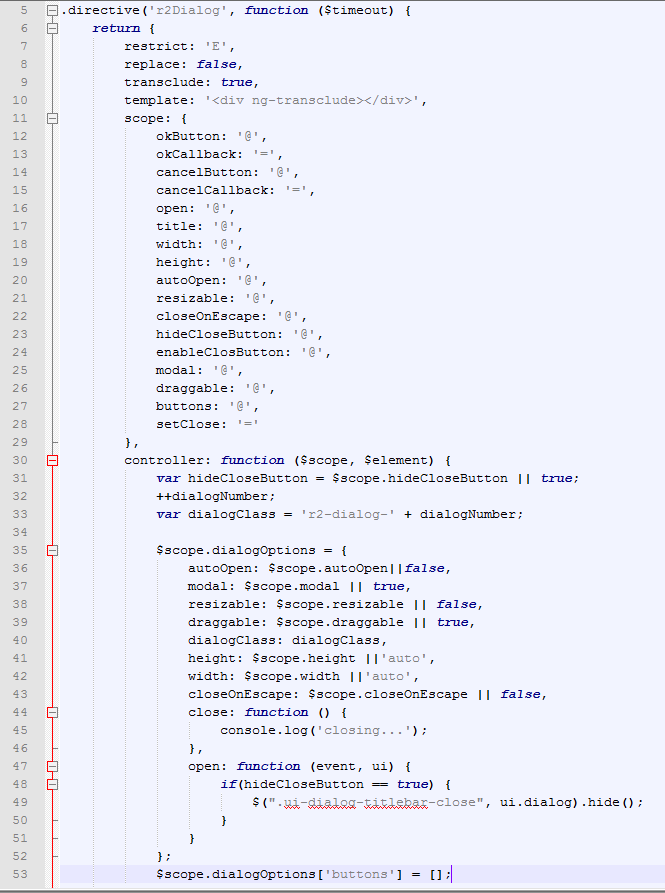 5 .directive('r2Dialog', function ($timeout) {
6 return {
7 restrict: 'E',
8 replace: false,
9 transclude: true,
10 template: '<div ng-transclude></div>',
11 scope: {
12 okButton: '@',
13 okCallback: '=',
14 cancelButton: '@',
15 cancelCallback: '=',
16 open: '@',
17 title: '@',
18 width: '@',
19 height: '@',
20 autoOpen: '@',
21 resizable: '@',
22 closeOnEscape: '@',
23 hideCloseButton: '@',
24 enableClosButton: '@',
25 modal: '@',
26 draggable: '@',
27 buttons: '@',
28 setClose: '='
29 },
30 controller: function ($scope, $element) {
31 var hideCloseButton = $scope.hideCloseButton || true;
32 ++dialogNumber;
33 var dialogClass = 'r2-dialog-' + dialogNumber;
34
35 $scope.dialogOptions = {
36 autoOpen: $scope.autoOpen||false,
37 modal: $scope.modal || true,
38 resizable: $scope.resizable || false,
39 draggable: $scope.draggable || true,
40 dialogClass: dialogClass,
41 height: $scope.height ||'auto',
42 width: $scope.width ||'auto',
43 closeOnEscape: $scope.closeOnEscape || false,
44 close: function () {
45 console.log('closing...');
46 },
47 open: function (event, ui) {
48 if(hideCloseButton == true) {
49 $(".ui-dialog-titlebar-close", ui.dialog).hide();
50 }
51 }
52 };
53 $scope.dialogOptions['buttons'] = [];